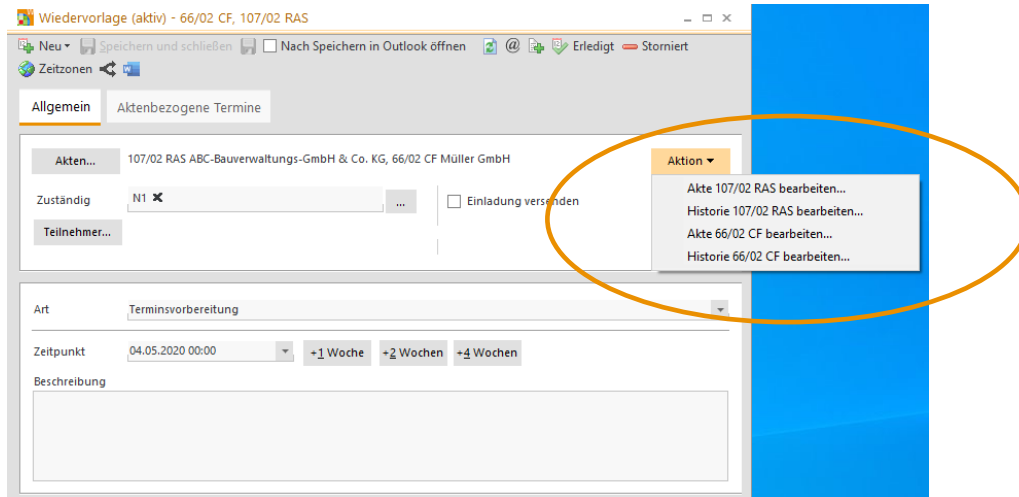 Wiedervorlage (aktiv) - 66/02 CF, 107/02 RAS
Neu Speichern und schließen Nach Speichern in Outlook öffnen @ Erledigt Storniert
Zeitzonen
Allgemein Aktenbezogene Termine
Akten... 107/02 RAS ABC-Bauverwaltungs-GmbH & Co. KG, 66/02 CF Müller GmbH Aktion
Akte 107/02 RAS bearbeiten...
Zuständig N1 ... Einladung versenden
Historie 107/02 RAS bearbeiten...
Teilnehmer... Akte 66/02 CF bearbeiten...
Historie 66/02 CF bearbeiten...
Art Terminsvorbereitung
Zeitpunkt 04.05.2020 00:00 +1 Woche +2 Wochen +4 Wochen
Beschreibung